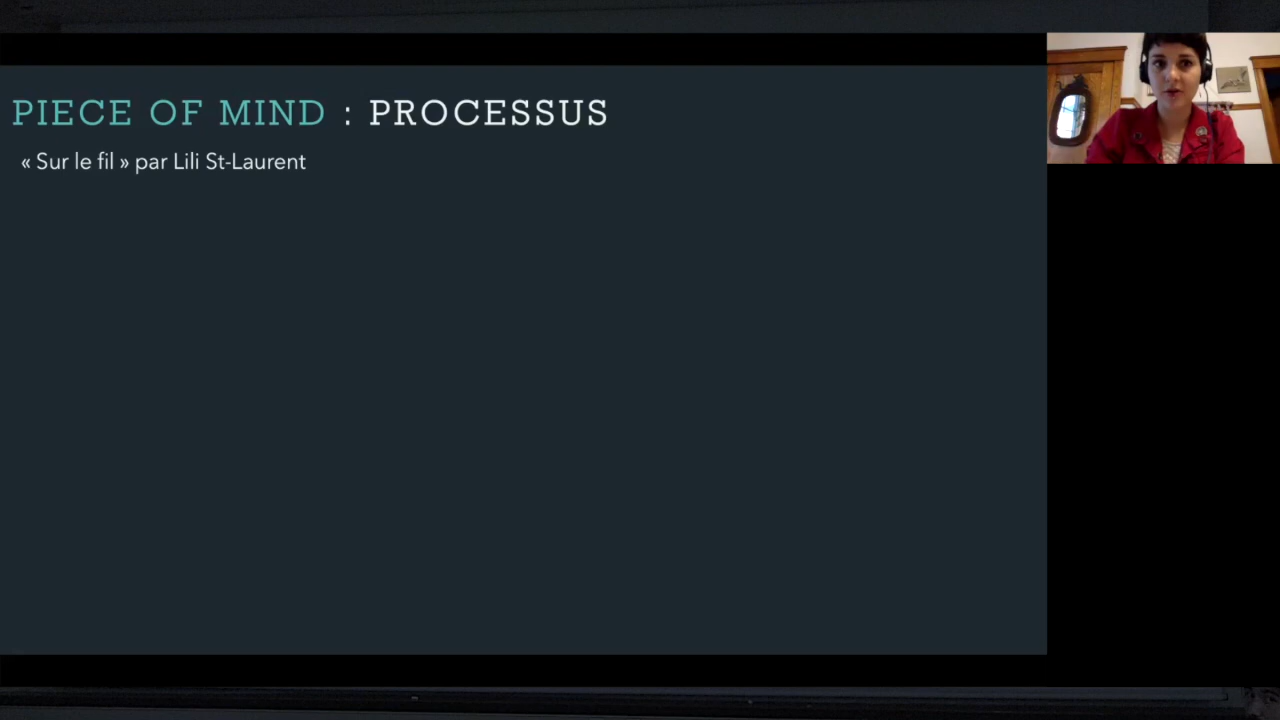 PIECE OF MIND : PROCESSUS
« Sur le fil » par Lili St-Laurent